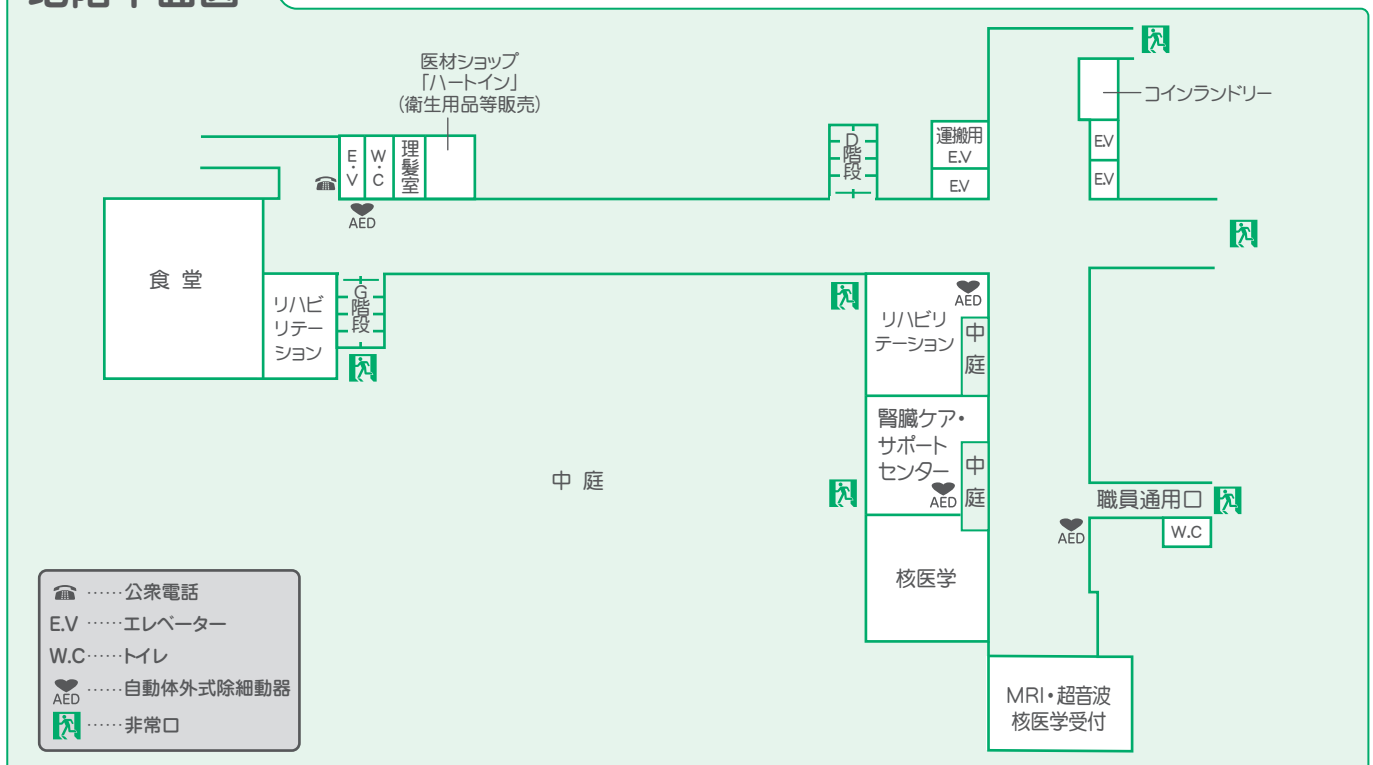 医材ショップ
「ハートイン」
(衛生用品等販売)
コインランドリー
E・V
W・C
理髪室
AED
D階段
運搬用
E.V
E.V
E.V
E.V
食 堂
リハビ
リテー
ション
G階段
AED
リハビリ
テーション
中庭
腎臓ケア・
サポート
センター
AED
中庭
中 庭
職員通用口
AED
W.C
核医学
MRI・超音波
核医学受付
……公衆電話
E.V ……エレベーター
W.C……トイレ
AED ……自動体外式除細動器
……非常口